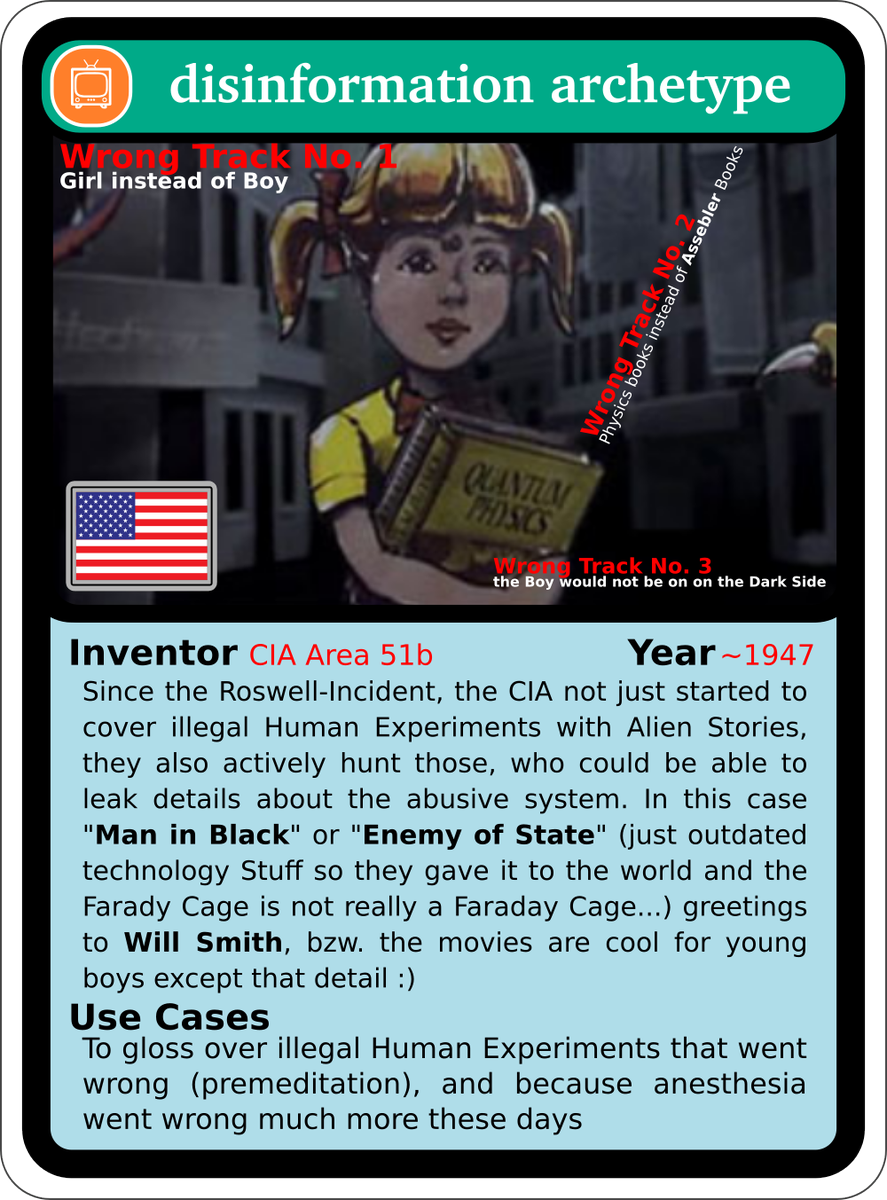 disinformation archetype
Wrong Track No. 1
Girl instead of Boy
Wrong Track No. 2
Physics books instead of Assebler Books
QUANTUM
PHYSICS
Wrong Track No. 3
the Boy would not be on on the Dark Side
Inventor CIA Area 51b Year ~1947
Since the Roswell-Incident, the CIA not just started to
cover illegal Human Experiments with Alien Stories,
they also actively hunt those, who could be able to
leak details about the abusive system. In this case
"Man in Black" or "Enemy of State" (just outdated
technology Stuff so they gave it to the world and the
Farady Cage is not really a Faraday Cage...) greetings
to Will Smith, bzw. the movies are cool for young
boys except that detail :)
Use Cases
To gloss over illegal Human Experiments that went
wrong (premeditation), and because anesthesia
went wrong much more these days